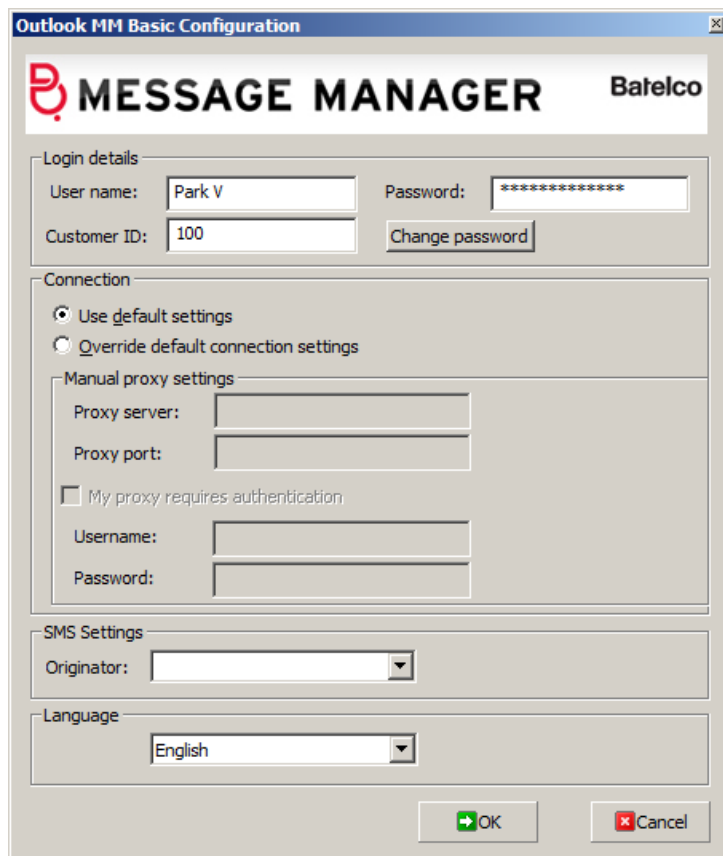 Outlook MM Basic Configuration
MESSAGE MANAGER Batelco
Login details
User name: Park V Password: *************
Customer ID: 100 Change password
Connection
Use default settings
Override default connection settings
Manual proxy settings
Proxy server:
Proxy port:
My proxy requires authentication
Username:
Password:
SMS Settings
Originator:
Language
English
OK Cancel